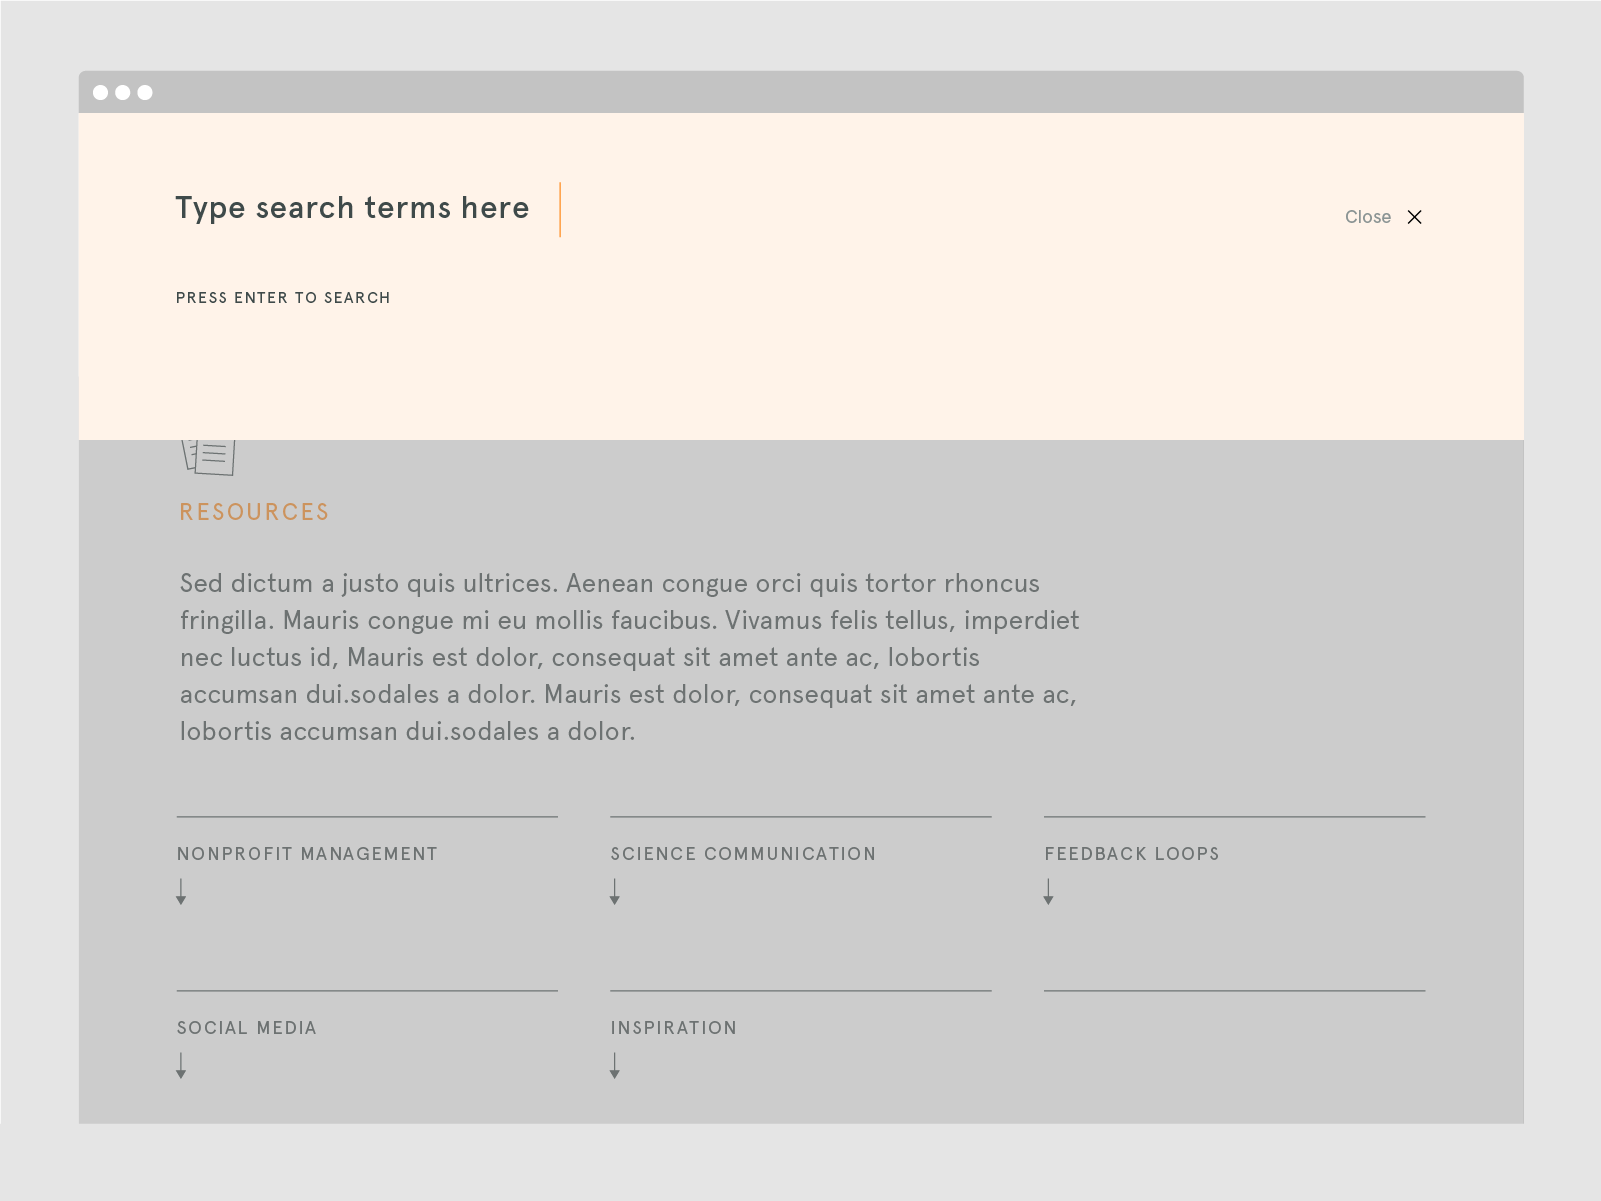 Type search terms here
Close
PRESS ENTER TO SEARCH
RESOURCES
Sed dictum a justo quis ultrices. Aenean congue orci quis tortor rhoncus
fringilla. Mauris congue mi eu mollis faucibus. Vivamus felis tellus, imperdiet
nec luctus id, Mauris est dolor, consequat sit amet ante ac, lobortis
accumsan dui.sodales a dolor. Mauris est dolor, consequat sit amet ante ac,
lobortis accumsan dui.sodales a dolor.
NONPROFIT MANAGEMENT
SCIENCE COMMUNICATION
FEEDBACK LOOPS
SOCIAL MEDIA
INSPIRATION